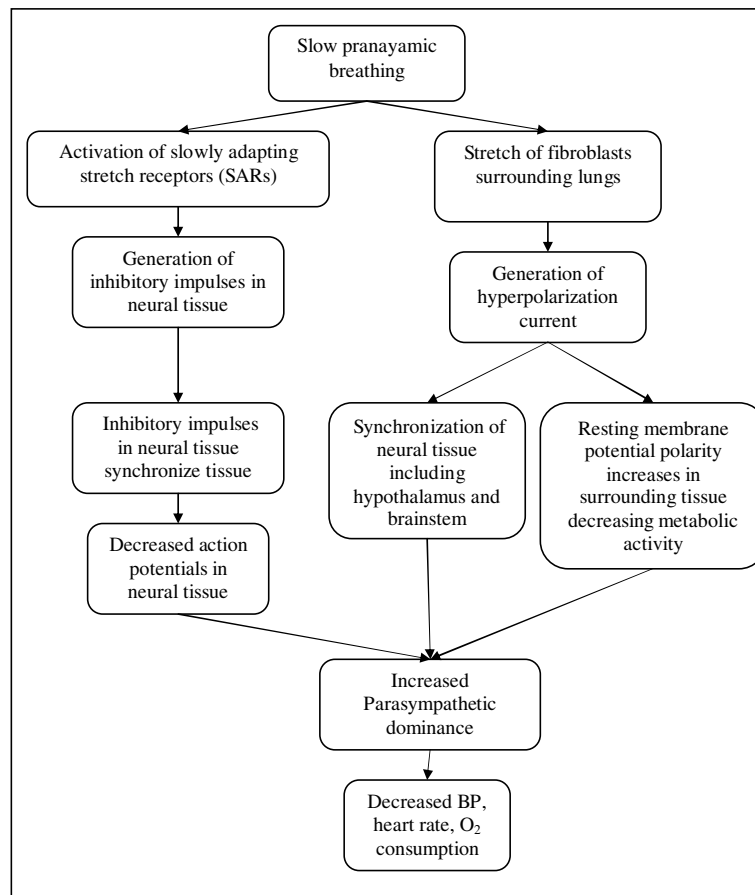 Slow pranayamic
breathing
Activation of slowly adapting
stretch receptors (SARs)
Stretch of fibroblasts
surrounding lungs
Generation of
inhibitory impulses in
neural tissue
Generation of
hyperpolarization
current
Inhibitory impulses
in neural tissue
synchronize tissue
Synchronization of
neural tissue
including
hypothalamus and
brainstem
Resting membrane
potential polarity
increases in
surrounding tissue
decreasing metabolic
activity
Decreased action
potentials in
neural tissue
Increased
Parasympathetic
dominance
Decreased BP,
heart rate, O₂
consumption